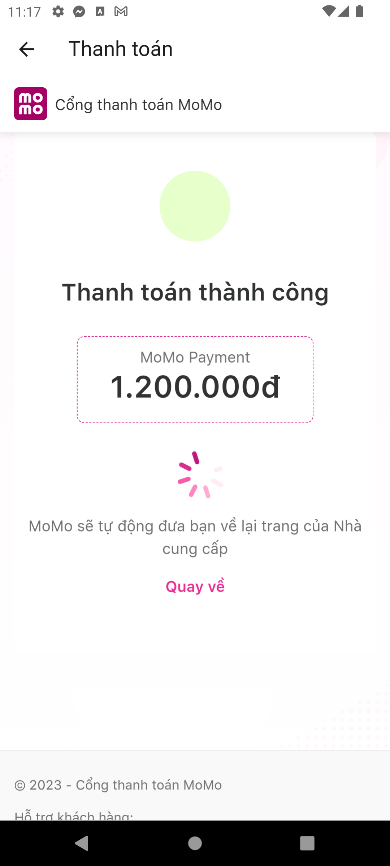 11:17
Thanh toán
mo
mo
Cổng thanh toán MoMo
Thanh toán thành công
MoMo Payment
1.200.000đ
MoMo sẽ tự động đưa bạn về lại trang của Nhà
cung cấp
Quay về
© 2023 - Cổng thanh toán MoMo
Hỗ trợ khách hàng: